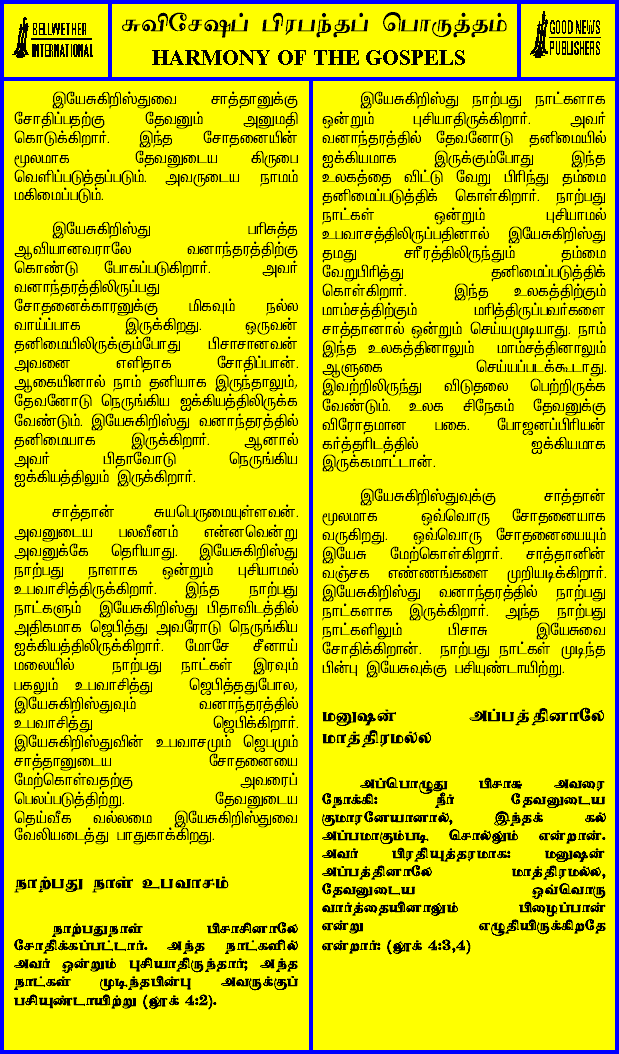 BELLWETHER
INTERNATIONAL
சுவிசேஷப் பிரபந்தப் பொருத்தம்
HARMONY OF THE GOSPELS
GOOD NEWS
PUBLISHERS
இயேசுகிறிஸ்துவை சாத்தானுக்கு
சோதிப்பதற்கு தேவனும் அனுமதி
கொடுக்கிறார். இந்த சோதனையின்
மூலமாக தேவனுடைய கிருபை
வெளிப்படுத்தப்படும். அவருடைய நாமம்
மகிமைப்படும்.
இயேசுகிறிஸ்து பரிசுத்த
ஆவியானவராலே வனாந்தரத்திற்கு
கொண்டு போகப்படுகிறார். அவர்
வனாந்தரத்திலிருப்பது
சோதனைக்காரனுக்கு மிகவும் நல்ல
வாய்ப்பாக இருக்கிறது. ஒருவன்
தனிமையிலிருக்கும்போது பிசாசானவன்
அவனை எளிதாக சோதிப்பான்.
ஆகையினால் நாம் தனியாக இருந்தாலும்,
தேவனோடு நெருங்கிய ஐக்கியத்திலிருக்க
வேண்டும். இயேசுகிறிஸ்து வனாந்தரத்தில்
தனிமையாக இருக்கிறார். ஆனால்
அவர் பிதாவோடு நெருங்கிய
ஐக்கியத்திலும் இருக்கிறார்.
சாத்தான் சுயபெருமையுள்ளவன்.
அவனுடைய பலவீனம் என்னவென்று
அவனுக்கே தெரியாது. இயேசுகிறிஸ்து
நாற்பது நாளாக ஒன்றும் புசியாமல்
உபவாசித்திருக்கிறார். இந்த நாற்பது
நாட்களும் இயேசுகிறிஸ்து பிதாவிடத்தில்
அதிகமாக ஜெபித்து அவரோடு நெருங்கிய
ஐக்கியத்திலிருக்கிறார். மோசே சீனாய்
மலையில் நாற்பது நாட்கள் இரவும்
பகலும் உபவாசித்து ஜெபித்ததுபோல,
இயேசுகிறிஸ்துவும் வனாந்தரத்தில்
உபவாசித்து ஜெபிக்கிறார்.
இயேசுகிறிஸ்துவின் உபவாசமும் ஜெபமும்
சாத்தானுடைய சோதனையை
மேற்கொள்வதற்கு அவரைப்
பெலப்படுத்திற்று. தேவனுடைய
தெய்வீக வல்லமை இயேசுகிறிஸ்துவை
வேலியடைத்து பாதுகாக்கிறது.
நாற்பது நாள் உபவாசம்
நாற்பதுநாள் பிசாசினாலே
சோதிக்கப்பட்டார். அந்த நாட்களில்
அவர் ஒன்றும் புசியாதிருந்தார்; அந்த
நாட்கள் முடிந்தபின்பு அவருக்குப்
பசியுண்டாயிற்று (லூக் 4:2).
இயேசுகிறிஸ்து நாற்பது நாட்களாக
ஒன்றும் புசியாதிருக்கிறார். அவர்
வனாந்தரத்தில் தேவனோடு தனிமையில்
ஐக்கியமாக இருக்கும்போது இந்த
உலகத்தை விட்டு வேறு பிரிந்து தம்மை
தனிமைப்படுத்திக் கொள்கிறார். நாற்பது
நாட்கள் ஒன்றும் புசியாமல்
உபவாசத்திலிருப்பதினால் இயேசுகிறிஸ்து
தமது சரீரத்திலிருந்தும் தம்மை
வேறுபிரித்து தனிமைப்படுத்திக்
கொள்கிறார். இந்த உலகத்திற்கும்
மாம்சத்திற்கும் மரித்திருப்பவர்களை
சாத்தானால் ஒன்றும் செய்யமுடியாது. நாம்
இந்த உலகத்தினாலும் மாம்சத்தினாலும்
ஆளுகை செய்யப்படக்கூடாது.
இவற்றிலிருந்து விடுதலை பெற்றிருக்க
வேண்டும். உலக சிநேகம் தேவனுக்கு
விரோதமான பகை. போஜனப்பிரியன்
கர்த்தரிடத்தில் ஐக்கியமாக
இருக்கமாட்டான்.
இயேசுகிறிஸ்துவுக்கு சாத்தான்
மூலமாக ஒவ்வொரு சோதனையாக
வருகிறது. ஒவ்வொரு சோதனையையும்
இயேசு மேற்கொள்கிறார். சாத்தானின்
வஞ்சக எண்ணங்களை முறியடிக்கிறார்.
இயேசுகிறிஸ்து வனாந்தரத்தில் நாற்பது
நாட்களாக இருக்கிறார். அந்த நாற்பது
நாட்களிலும் பிசாசு இயேசுவை
சோதிக்கிறான். நாற்பது நாட்கள் முடிந்த
பின்பு இயேசுவுக்கு பசியுண்டாயிற்று.
மனுஷன் அப்பத்தினாலே
மாத்திரமல்ல
அப்பொழுது பிசாசு அவரை
நோக்கி: நீர் தேவனுடைய
குமாரனேயானால், இந்தக் கல்
அப்பமாகும்படி சொல்லும் என்றான்.
அவர் பிரதியுத்தரமாக: மனுஷன்
அப்பத்தினாலே மாத்திரமல்ல,
தேவனுடைய ஒவ்வொரு
வார்த்தையினாலும் பிழைப்பான்
என்று எழுதியிருக்கிறதே
என்றார்: (லூக் 4:3,4)